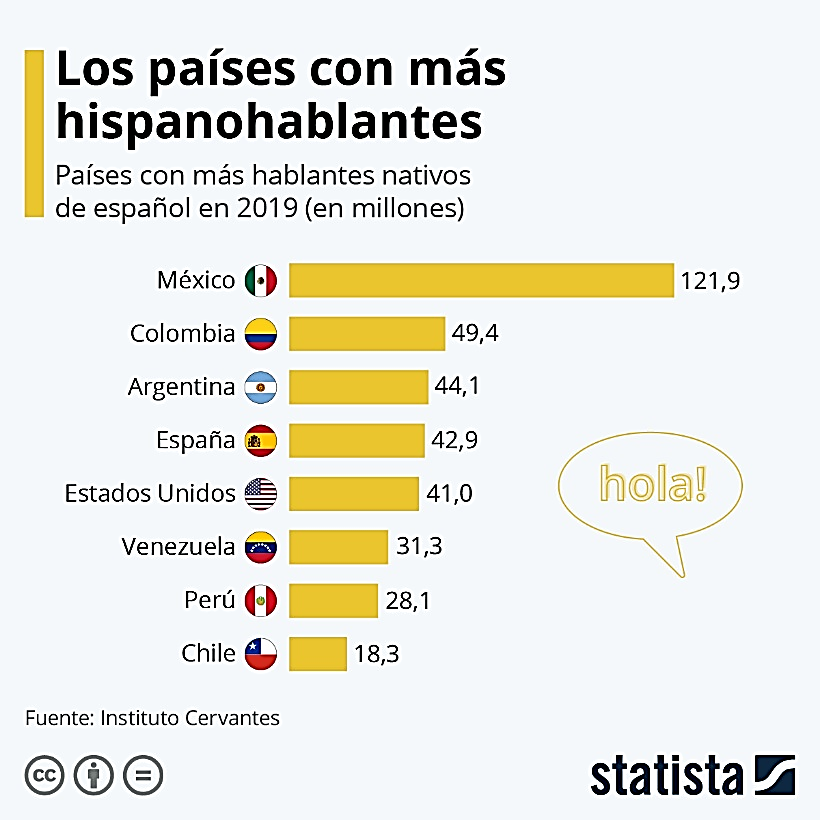 Los países con más
hispanohablantes
Países con más hablantes nativos
de español en 2019 (en millones)
México 121,9
Colombia 49,4
Argentina 44,1
España 42,9
Estados Unidos 41,0
Venezuela 31,3
Perú 28,1
Chile 18,3
hola!
Fuente: Instituto Cervantes
cc
statista